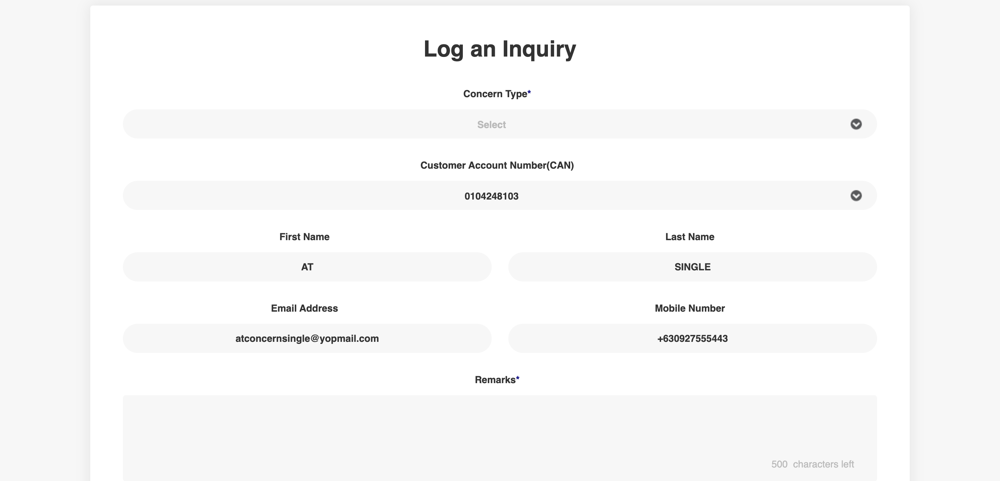 Log an Inquiry
Concern Type*
Select
Customer Account Number(CAN)
0104248103
First Name
Last Name
AT
SINGLE
Email Address
Mobile Number
atconcernsingle@yopmail.com
+630927555443
Remarks*
500 characters left